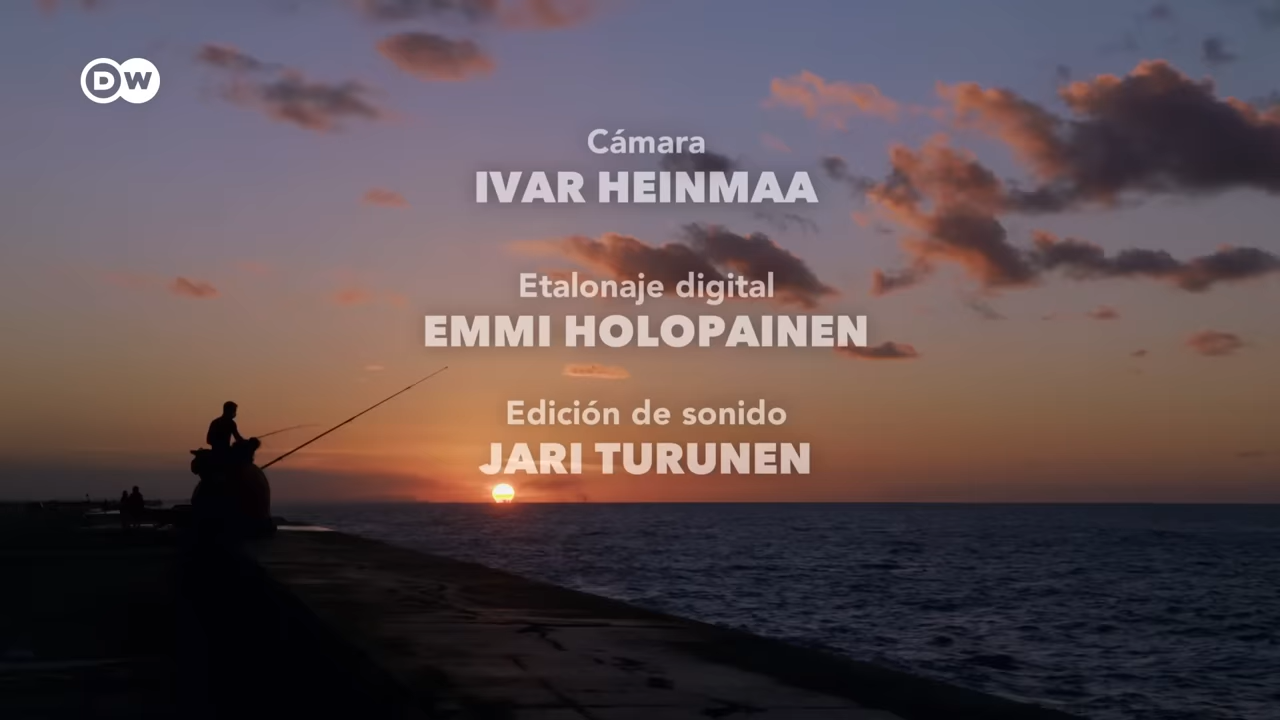 DW
Cámara
IVAR HEINMAA
Etalonaje digital
EMMI HOLOPAINEN
Edición de sonido
JARI TURUNEN